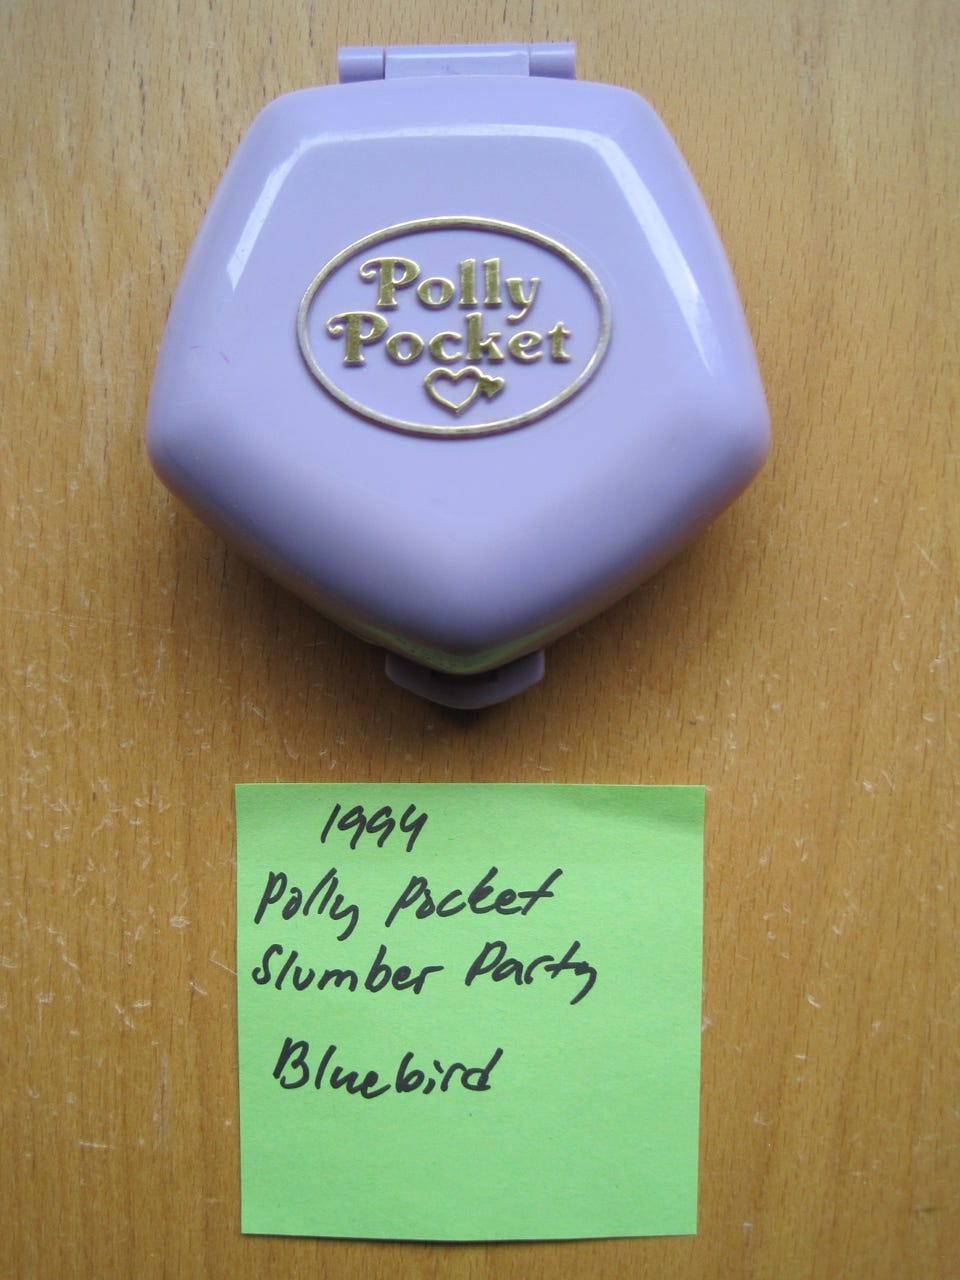 Polly
Pocket
1994
Polly Pocket
Slumber Party
Bluebird